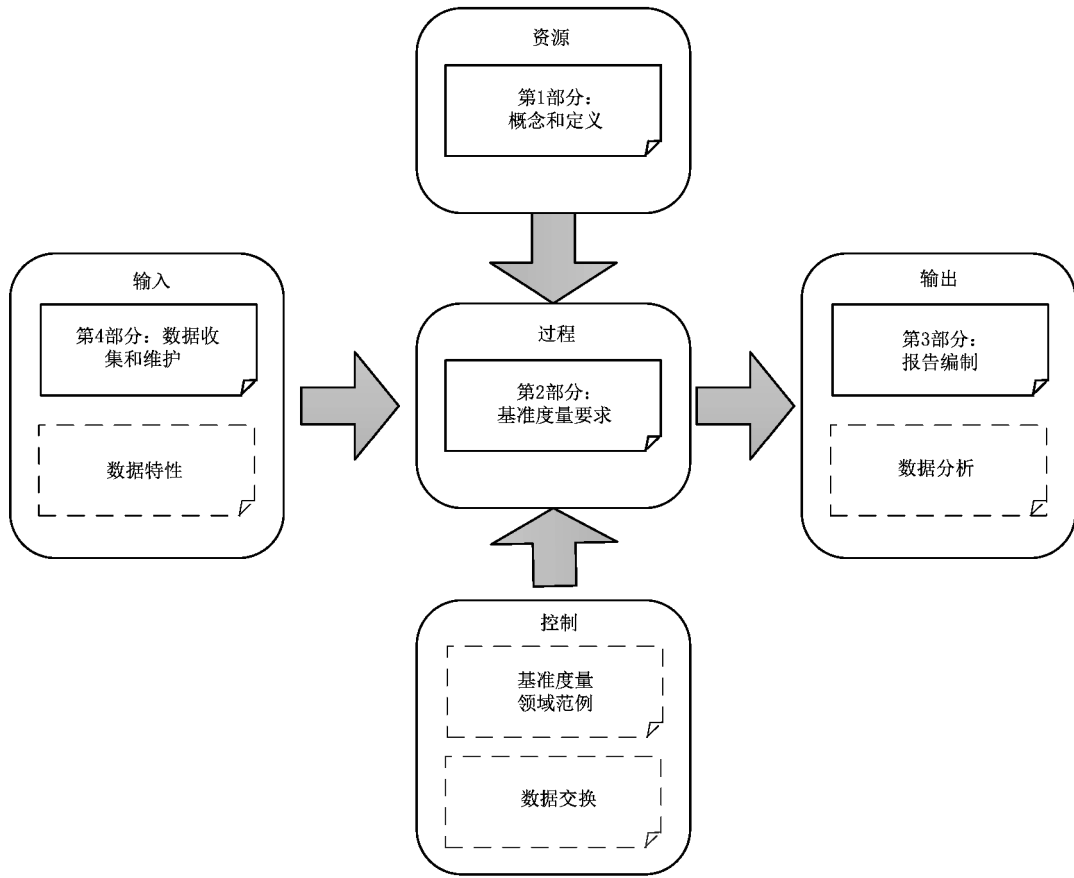 资源
第1部分：
概念和定义
输入
第4部分：数据收
集和维护
数据特性
过程
第2部分：
基准度量要求
输出
第3部分：
报告编制
数据分析
控制
基准度量
领域范例
数据交换